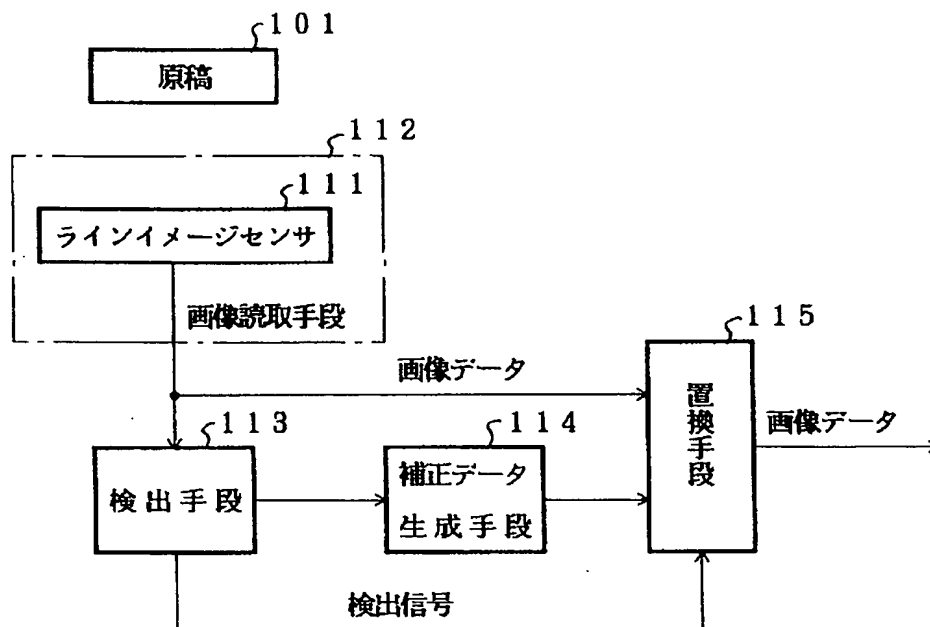 １０１
原稿
１１２
１１１
ラインイメージセンサ
画像読取手段
１１５
画像データ
置換手段
画像データ
１１３
１１４
検出手段
補正データ
生成手段
検出信号